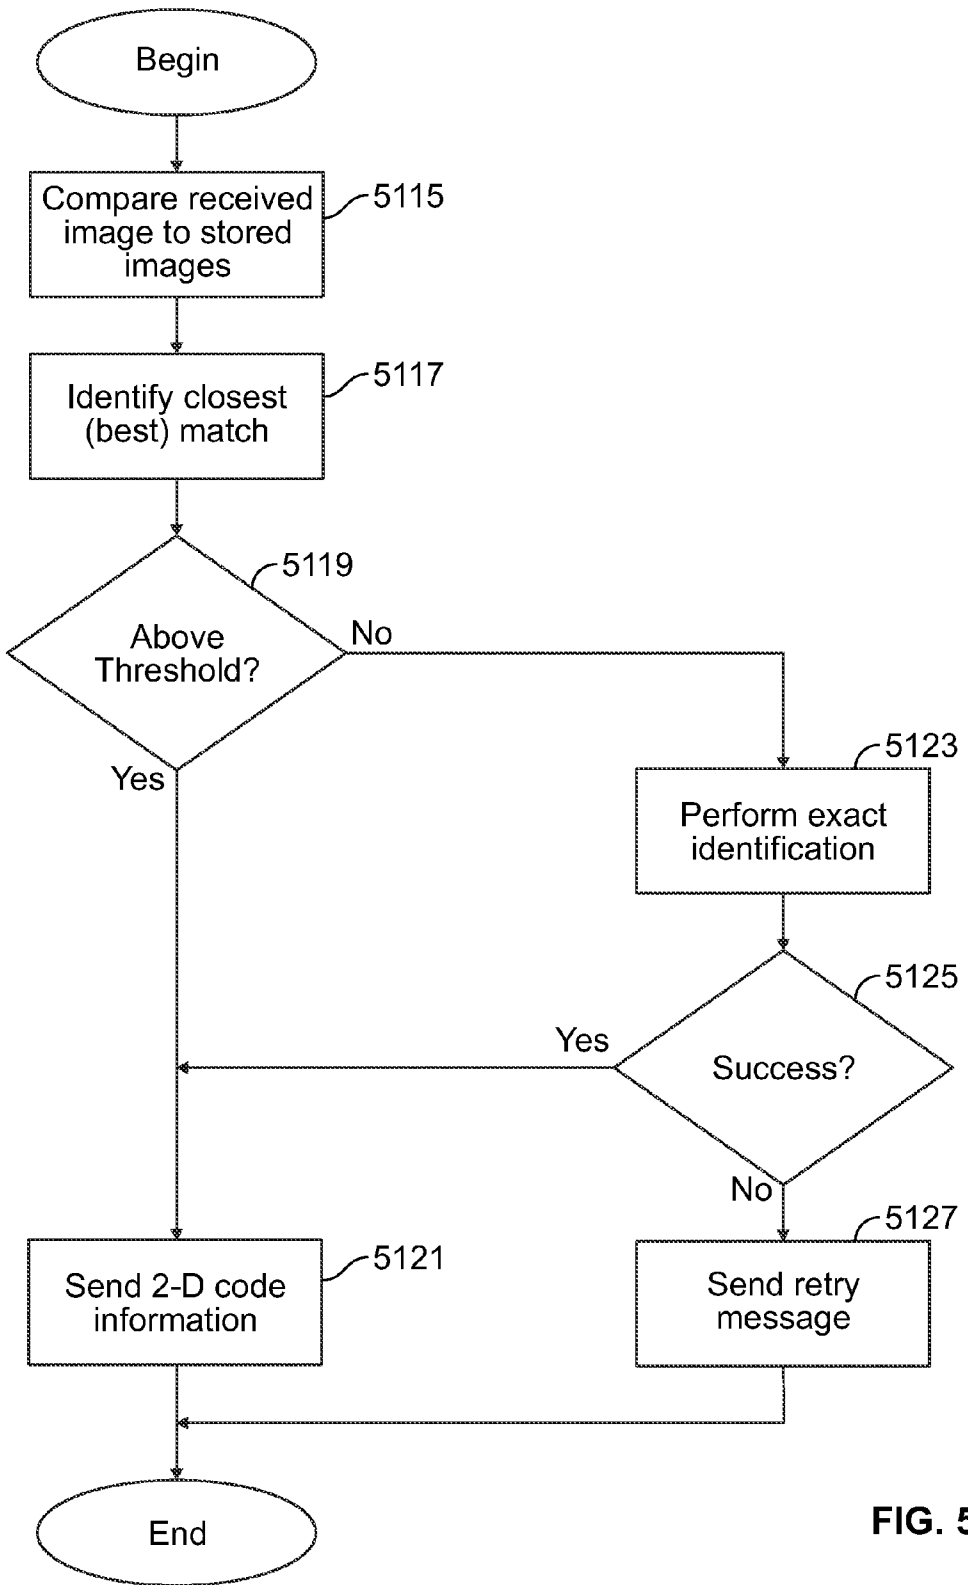 Begin
Compare received
image to stored
images
5115
Identify closest
(best) match
5117
5119
Above
Threshold?
No
Yes
5123
Perform exact
identification
5125
Success?
Yes
No
5127
Send retry
message
5121
Send 2-D code
information
End
FIG.